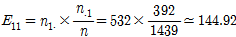 E₁₁ = n₁. × n.₁/n = 532 × 392/1439 ≃ 144.92